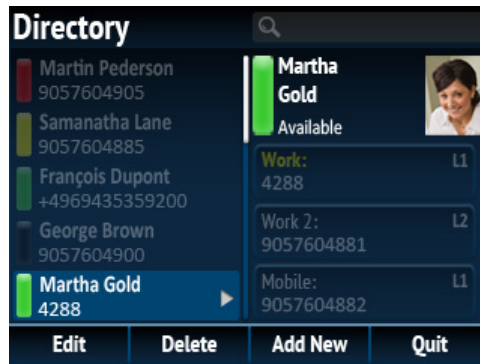 Directory
Martin Pederson
9057604905
Samanatha Lane
9057604885
François Dupont
+4969435359200
George Brown
9057604900
Martha Gold
4288
Martha
Gold
Available
Work: L1
4288
Work 2: L2
9057604881
Mobile: L1
9057604882
Edit Delete Add New Quit